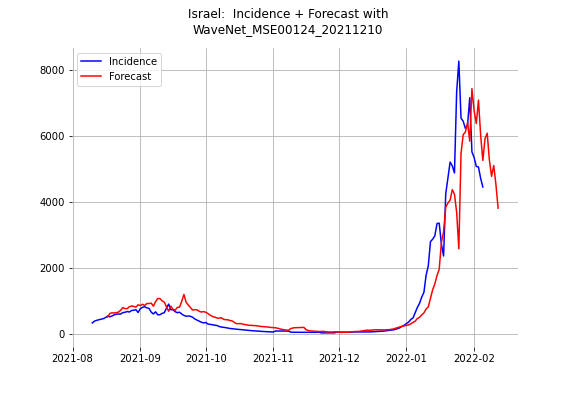 Israel:  Incidence + Forecast with
WaveNet_MSE00124_20211210
Incidence
Forecast
8000
6000
4000
2000
0
2021-08 2021-09 2021-10 2021-11 2021-12 2022-01 2022-02